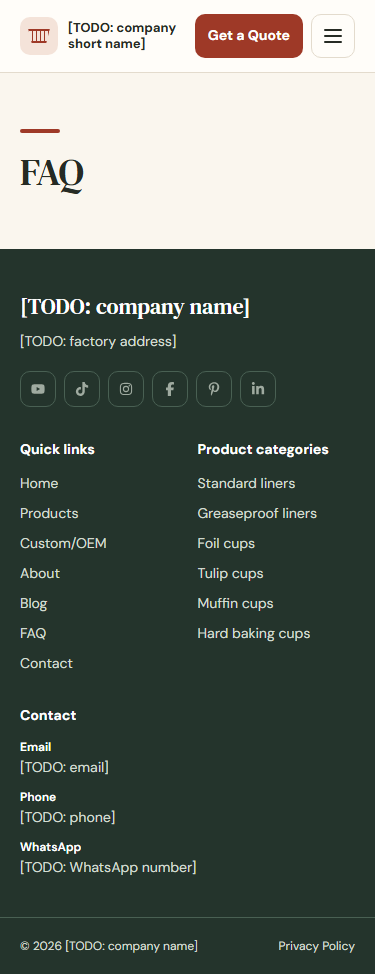 [TODO: company
short name]
Get a Quote
FAQ
[TODO: company name]
[TODO: factory address]
Quick links
Home
Products
Custom/OEM
About
Blog
FAQ
Contact
Product categories
Standard liners
Greaseproof liners
Foil cups
Tulip cups
Muffin cups
Hard baking cups
Contact
Email
[TODO: email]
Phone
[TODO: phone]
WhatsApp
[TODO: WhatsApp number]
© 2026 [TODO: company name]
Privacy Policy